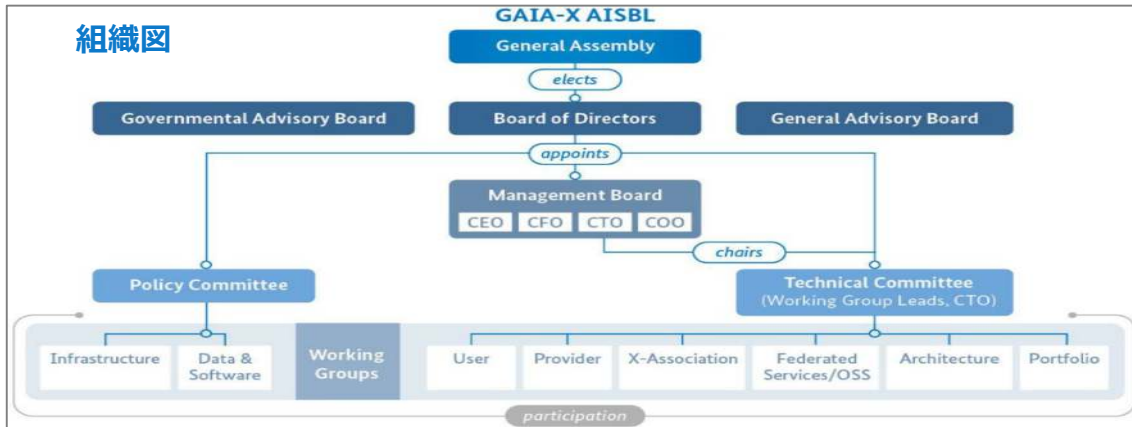 組織図
GAIA-X AISBL
General Assembly
elects
Governmental Advisory Board
Board of Directors
General Advisory Board
appoints
Management Board
CEO
CFO
CTO
COO
chairs
Policy Committee
Technical Committee
(Working Group Leads, CTO)
Infrastructure
Data &
Software
Working
Groups
User
Provider
X-Association
Federated
Services/OSS
Architecture
Portfolio
participation